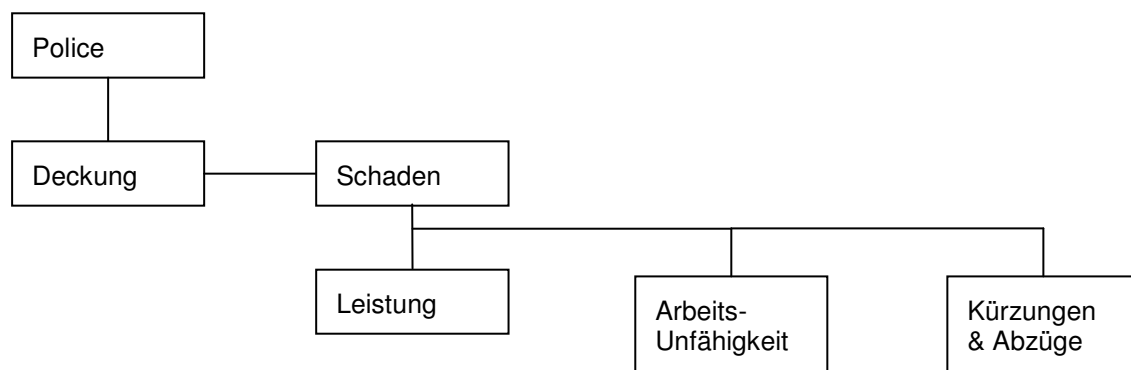 Police
Deckung
Schaden
Leistung
Arbeits-
Unfähigkeit
Kürzungen
& Abzüge